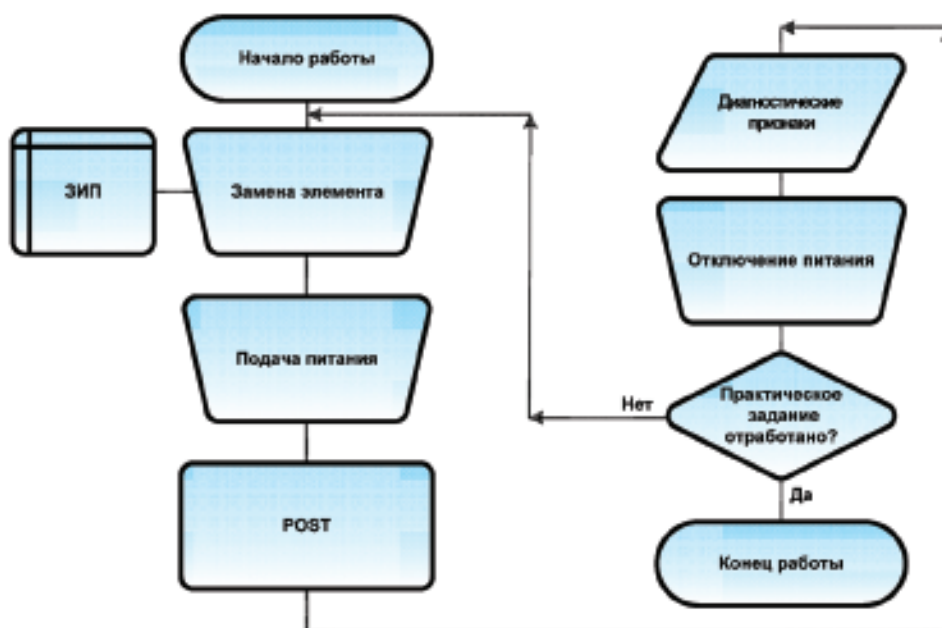 Начало работы
ЗИП
Замена элемента
Подача питания
POST
Диагностические
признаки
Отключение питания
Практическое
задание
отработано?
Нет
Да
Конец работы